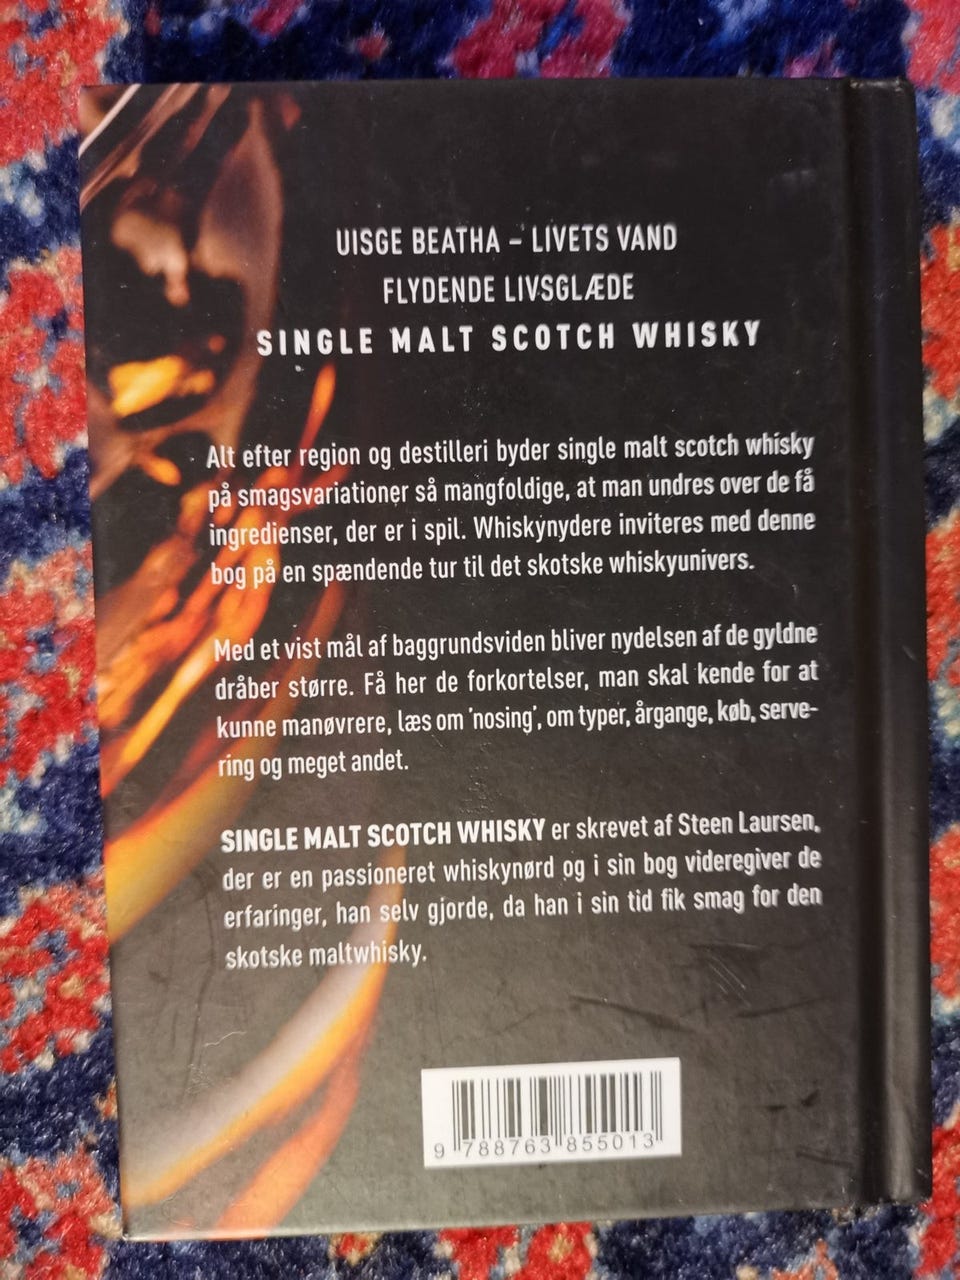 UISGE BEATHA – LIVETS VAND
FLYDENDE LIVSGLÆDE
SINGLE MALT SCOTCH WHISKY
Alt efter region og destilleri byder single malt scotch whisky
på smagsvariationer så mangfoldige, at man undres over de få
ingredienser, der er i spil. Whiskynydere inviteres med denne
bog på en spændende tur til det skotske whiskyunivers.
Med et vist mål af baggrundsviden bliver nydelsen af de gyldne
dråber større. Få her de forkortelser, man skal kende for at
kunne manøvrere, læs om 'nosing', om typer, årgange, køb, serve-
ring og meget andet.
SINGLE MALT SCOTCH WHISKY er skrevet af Steen Laursen,
der er en passioneret whiskynørd og i sin bog videregiver de
erfaringer, han selv gjorde, da han i sin tid fik smag for den
skotske maltwhisky.
9 788763 855013